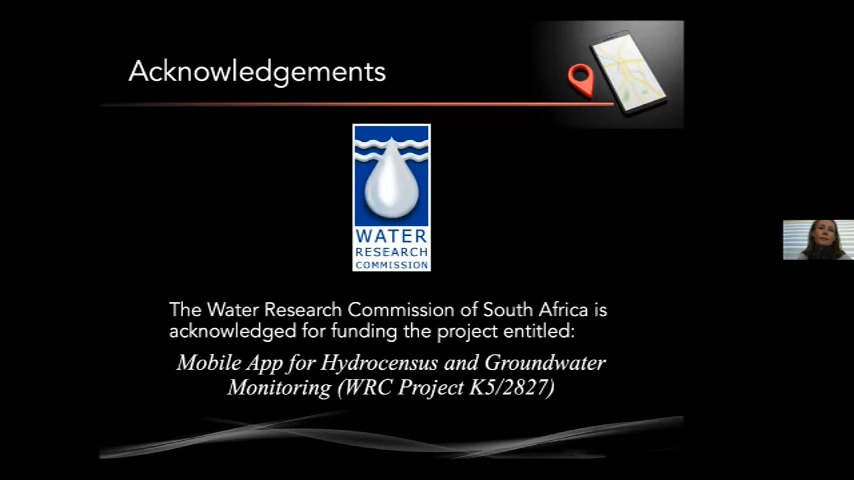 Acknowledgements
WATER
RESEARCH
COMMISSION
The Water Research Commission of South Africa is
acknowledged for funding the project entitled:
Mobile App for Hydrocensus and Groundwater
Monitoring (WRC Project K5/2827)